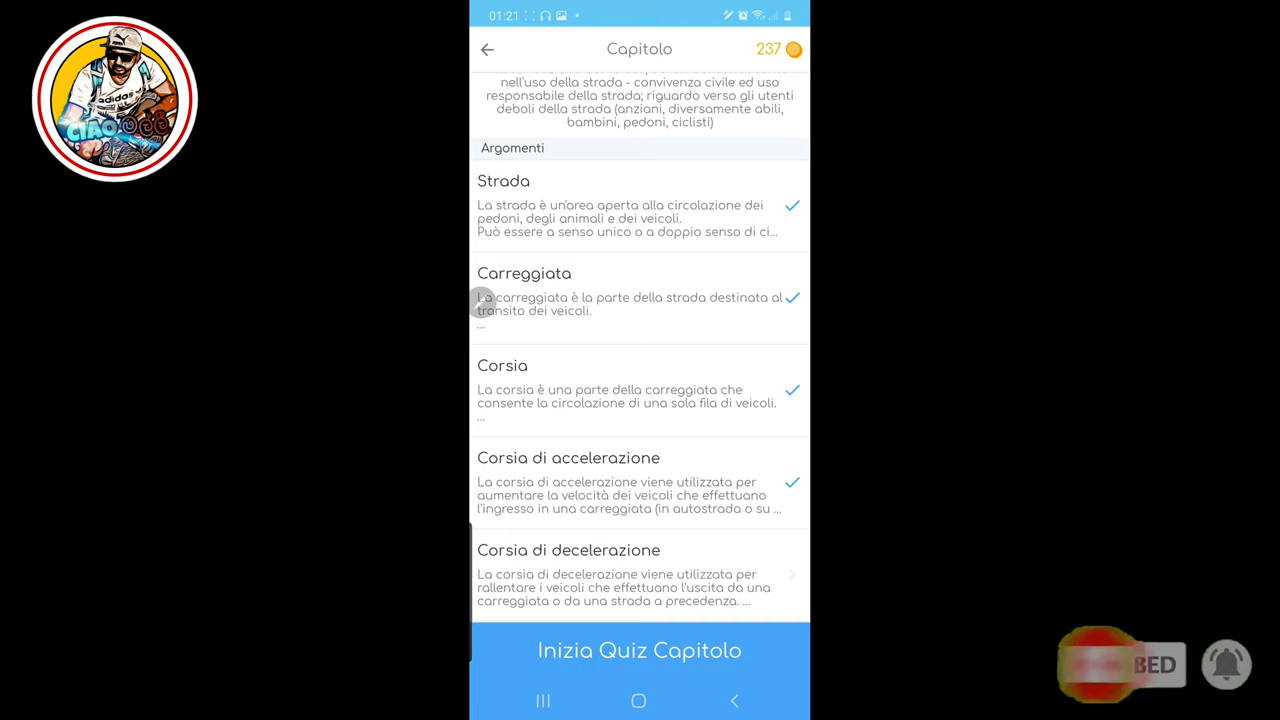 01:21
Capitolo
237
nell'uso della strada - convivenza civile ed uso
responsabile della strada; riguardo verso gli utenti
deboli della strada (anziani, diversamente abili,
bambini, pedoni, ciclisti)
Argomenti
Strada
La strada è un'area aperta alla circolazione dei
pedoni, degli animali e dei veicoli.
Può essere a senso unico o a doppio senso di ci...
Carreggiata
La carreggiata è la parte della strada destinata al
transito dei veicoli.
...
Corsia
La corsia è una parte della carreggiata che
consente la circolazione di una sola fila di veicoli.
...
Corsia di accelerazione
La corsia di accelerazione viene utilizzata per
aumentare la velocità dei veicoli che effettuano
l'ingresso in una carreggiata (in autostrada o su ...
Corsia di decelerazione
La corsia di decelerazione viene utilizzata per
rallentare i veicoli che effettuano l'uscita da una
carreggiata o da una strada a precedenza. ...
Inizia Quiz Capitolo
adidas
CIAO
BED